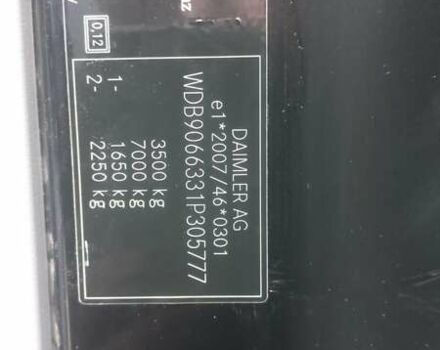 DAIMLER AG
e1*2007/46*0301
WDB9066331P305777
3500 kg
7000 kg
1- 1650 kg
2- 2250 kg
0,12